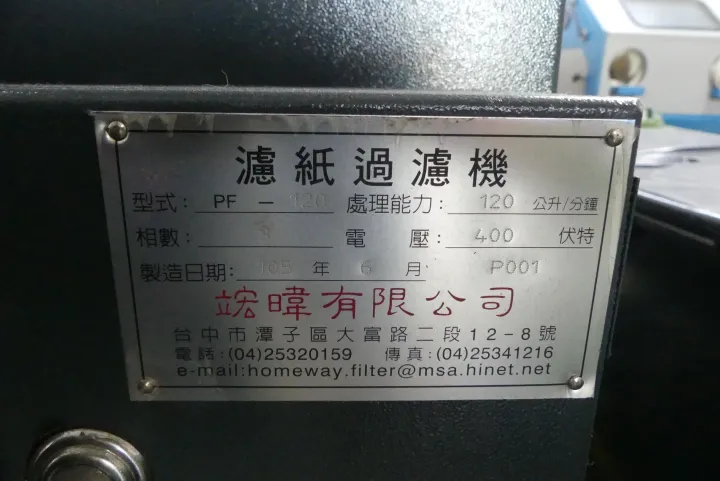 濾紙過濾機
型式: PF - 120 處理能力: 120 公升/分鐘
相數: 電壓: 400 伏特
製造日期: 105 年 6 月 P001
竤暐有限公司
台中市潭子區大富路二段12-8號
電話:(04)25320159 傳真:(04)25341216
e-mail:homeway.filter@msa.hinet.net